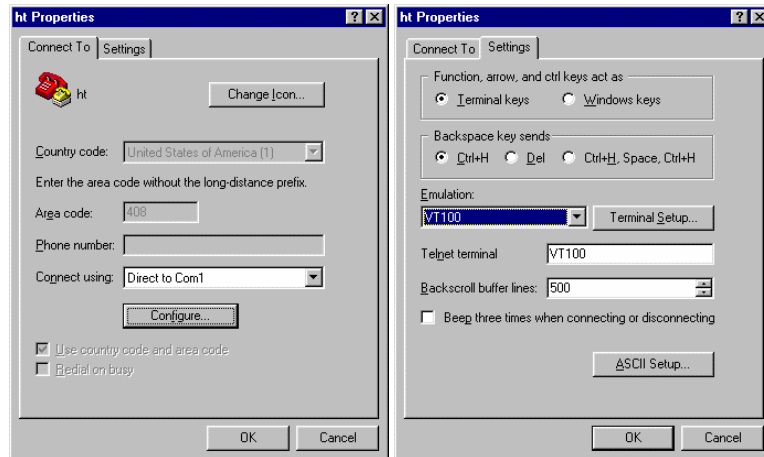 ht Properties
Connect To
Settings
ht
Change Icon...
Country code:
United States of America (1)
Enter the area code without the long-distance prefix.
Area code:
408
Phone number:
Connect using:
Direct to Com1
Configure...
Use country code and area code
Redial on busy
OK
Cancel
ht Properties
Connect To
Settings
Function, arrow, and ctrl keys act as
Terminal keys
Windows keys
Backspace key sends
Ctrl+H
Del
Ctrl+H, Space, Ctrl+H
Emulation:
VT100
Terminal Setup...
Telnet terminal
VT100
Backscroll buffer lines:
500
Beep three times when connecting or disconnecting
ASCII Setup...
OK
Cancel